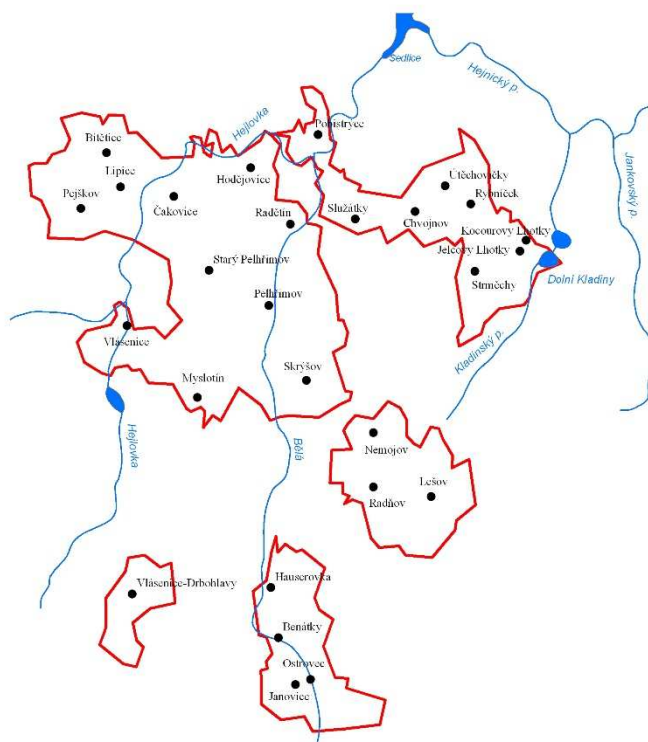 Sedlice
Hejnický p.
Hejlovka
Popistryce
Bitětice
Útěchovičky
Jankovský p.
Lipice
Hodějovice
Rybníček
Pejškov
Čakovice
Služátky
Chvojnov
Radětín
Kocourovy Lhotky
Jelcovy Lhotky
Starý Pelhřimov
Strměchy
Dolní Kladiny
Pelhřimov
Vlásenice
Kladinský p.
Skrýšov
Myslotín
Hejlovka
Bělá
Nemojov
Radňov
Lešov
Vlásenice-Drbohlavy
Hauserovka
Benátky
Ostrovec
Janovice